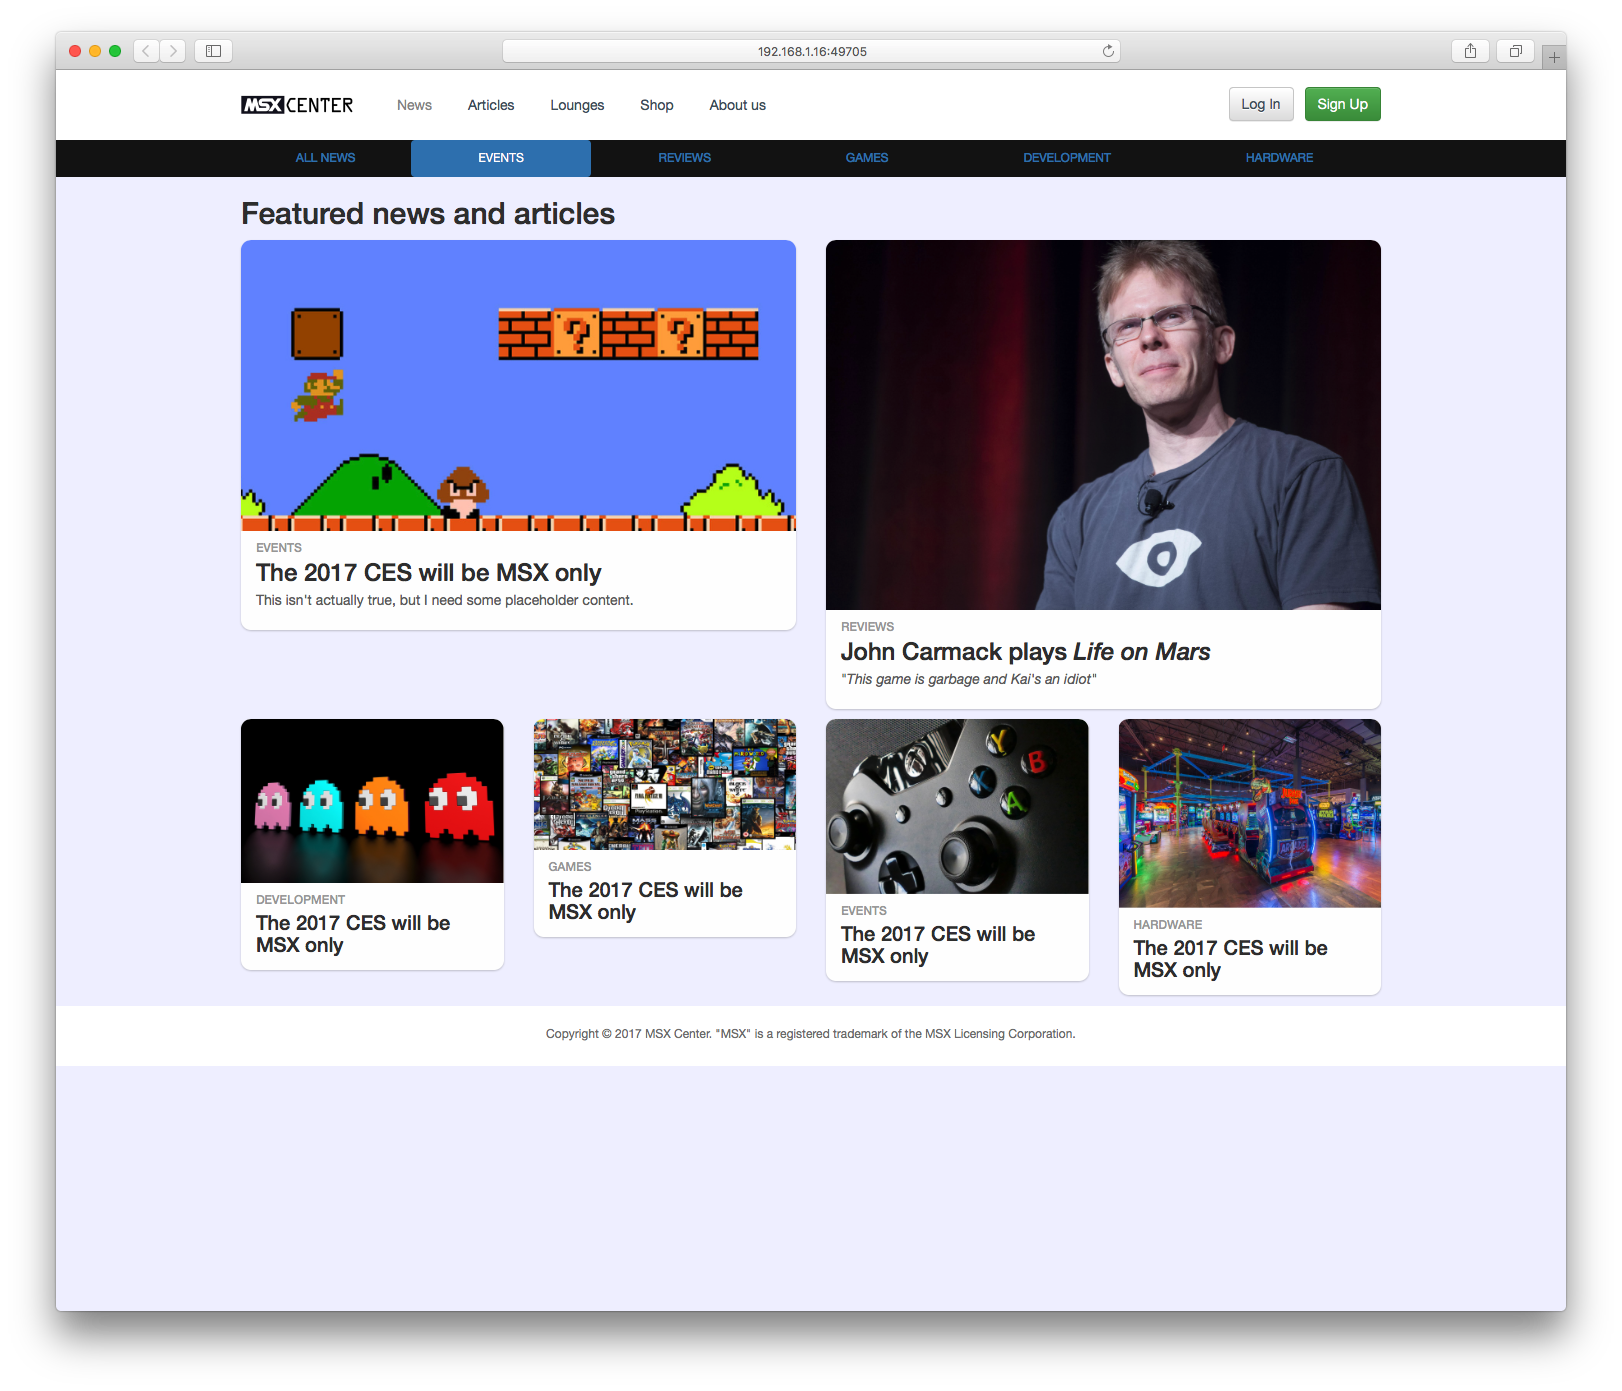 192.168.1.16:49705
MSX CENTER
News
Articles
Lounges
Shop
About us
Log In
Sign Up
ALL NEWS
EVENTS
REVIEWS
GAMES
DEVELOPMENT
HARDWARE
Featured news and articles
? ?
EVENTS
The 2017 CES will be MSX only
This isn't actually true, but I need some placeholder content.
REVIEWS
John Carmack plays Life on Mars
"This game is garbage and Kai's an idiot"
DEVELOPMENT
The 2017 CES will be
MSX only
GAMES
The 2017 CES will be
MSX only
Y
B
X
A
EVENTS
The 2017 CES will be
MSX only
HARDWARE
The 2017 CES will be
MSX only
Copyright © 2017 MSX Center. "MSX" is a registered trademark of the MSX Licensing Corporation.